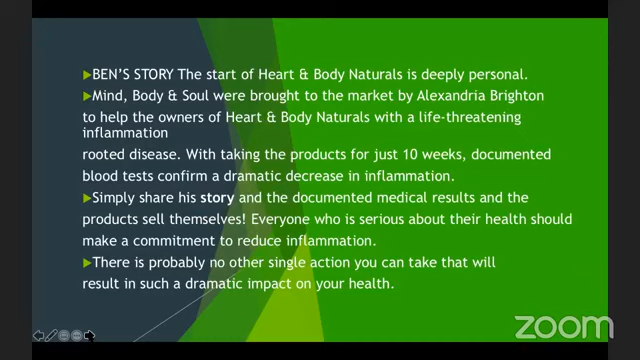 BEN'S STORY The start of Heart & Body Naturals is deeply personal.
Mind, Body & Soul were brought to the market by Alexandria Brighton
to help the owners of Heart & Body Naturals with a life-threatening
inflammation
rooted disease. With taking the products for just 10 weeks, documented
blood tests confirm a dramatic decrease in inflammation.
Simply share his story and the documented medical results and the
products sell themselves! Everyone who is serious about their health should
make a commitment to reduce inflammation.
There is probably no other single action you can take that will
result in such a dramatic impact on your health.
zoom